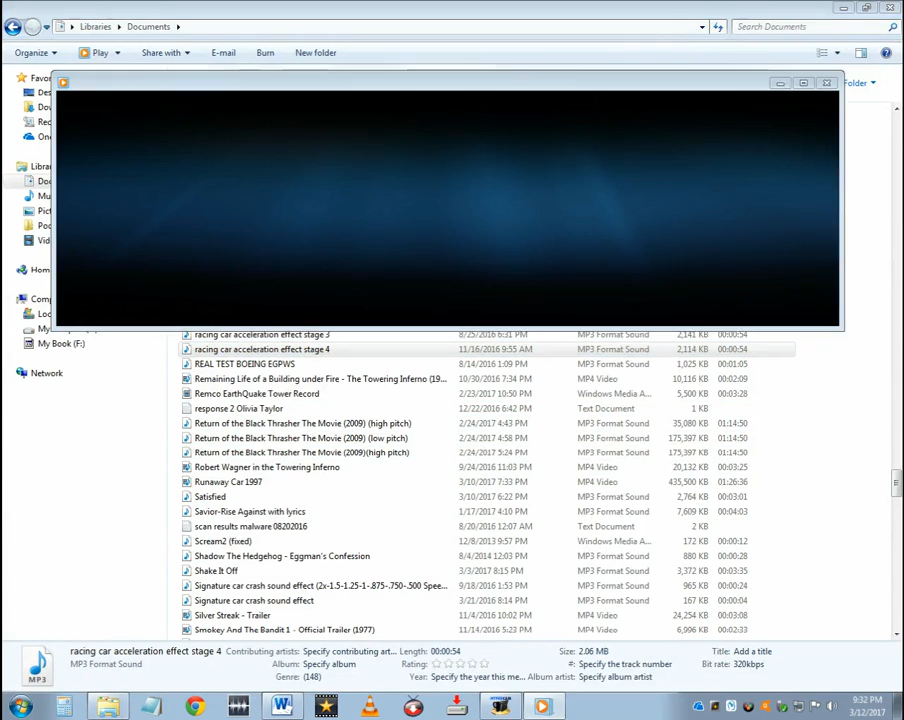 Libraries Documents
Search Documents
Organize Play Share with E-mail Burn New folder
Favor
Folder
Des
Dov
Rec
One
Librar
Doc
Mu
Pict
Poc
Vide
Home
Comp
Loc
My
My Book (F:)
Network
racing car acceleration effect stage 3 8/25/2016 6:31 PM MP3 Format Sound 2,141 KB 00:00:54
racing car acceleration effect stage 4 11/16/2016 9:55 AM MP3 Format Sound 2,114 KB 00:00:54
REAL TEST BOEING EGPWS 8/14/2016 1:09 PM MP3 Format Sound 1,025 KB 00:01:05
Remaining Life of a Building under Fire - The Towering Inferno (19... 10/30/2016 7:34 PM MP4 Video 10,116 KB 00:02:09
Remco EarthQuake Tower Record 2/23/2017 10:50 PM Windows Media A... 5,500 KB 00:03:28
response 2 Olivia Taylor 12/22/2016 6:42 PM Text Document 1 KB
Return of the Black Thrasher The Movie (2009) (high pitch) 2/24/2017 4:43 PM MP3 Format Sound 35,080 KB 01:14:50
Return of the Black Thrasher The Movie (2009) (low pitch) 2/24/2017 4:58 PM MP3 Format Sound 175,397 KB 01:14:50
Return of the Black Thrasher The Movie (2009)(high pitch) 2/24/2017 5:24 PM MP3 Format Sound 175,397 KB 01:14:50
Robert Wagner in the Towering Inferno 9/24/2016 11:03 PM MP4 Video 20,132 KB 00:03:25
Runaway Car 1997 3/10/2017 7:33 PM MP4 Video 435,500 KB 01:26:36
Satisfied 3/10/2017 6:22 PM MP3 Format Sound 2,764 KB 00:03:01
Savior-Rise Against with lyrics 1/17/2017 4:10 PM MP3 Format Sound 7,609 KB 00:04:03
scan results malware 08202016 8/20/2016 12:07 AM Text Document 2 KB
Scream2 (fixed) 12/8/2013 9:57 PM Windows Media A... 172 KB 00:00:12
Shadow The Hedgehog - Eggman's Confession 8/4/2014 12:03 PM MP3 Format Sound 880 KB 00:00:28
Shake It Off 3/3/2017 8:15 PM MP3 Format Sound 3,372 KB 00:03:35
Signature car crash sound effect (2x-1.5-1.25-1-.875-.750-.500 Spee... 9/18/2016 1:53 PM MP3 Format Sound 965 KB 00:00:24
Signature car crash sound effect 3/21/2016 8:14 PM MP3 Format Sound 167 KB 00:00:04
Silver Streak - Trailer 11/4/2016 10:02 PM MP4 Video 24,254 KB 00:03:08
Smokey And The Bandit 1 - Official Trailer (1977) 11/14/2016 5:23 PM MP4 Video 6,996 KB 00:02:33
racing car acceleration effect stage 4 Contributing artists: Specify contributing art... Length: 00:00:54 Size: 2.06 MB Title: Add a title
MP3 Format Sound Album: Specify album Rating: #: Specify the track number Bit rate: 320kbps
Genre: (148) Year: Specify the year this me... Album artist: Specify album artist
MP3
9:32 PM
3/12/2017